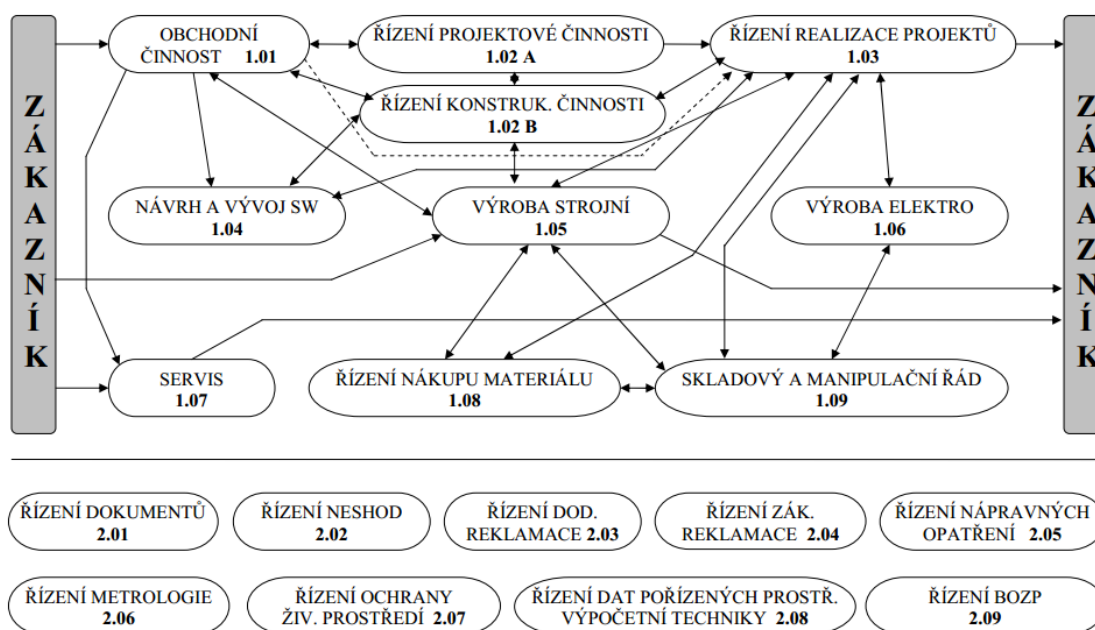 ZÁKAZNÍK
OBCHODNÍ
ČINNOST 1.01
ŘÍZENÍ PROJEKTOVÉ ČINNOSTI
1.02 A
ŘÍZENÍ REALIZACE PROJEKTŮ
1.03
ZÁKAZNÍK
ŘÍZENÍ KONSTRUK. ČINNOSTI
1.02 B
NÁVRH A VÝVOJ SW
1.04
VÝROBA STROJNÍ
1.05
VÝROBA ELEKTRO
1.06
SERVIS
1.07
ŘÍZENÍ NÁKUPU MATERIÁLU
1.08
SKLADOVÝ A MANIPULAČNÍ ŘÁD
1.09
ŘÍZENÍ DOKUMENTŮ
2.01
ŘÍZENÍ NESHOD
2.02
ŘÍZENÍ DOD.
REKLAMACE 2.03
ŘÍZENÍ ZÁK.
REKLAMACE 2.04
ŘÍZENÍ NÁPRAVNÝCH
OPATŘENÍ 2.05
ŘÍZENÍ METROLOGIE
2.06
ŘÍZENÍ OCHRANY
ŽIV. PROSTŘEDÍ 2.07
ŘÍZENÍ DAT POŘÍZENÝCH PROSTŘ.
VÝPOČETNÍ TECHNIKY 2.08
ŘÍZENÍ BOZP
2.09